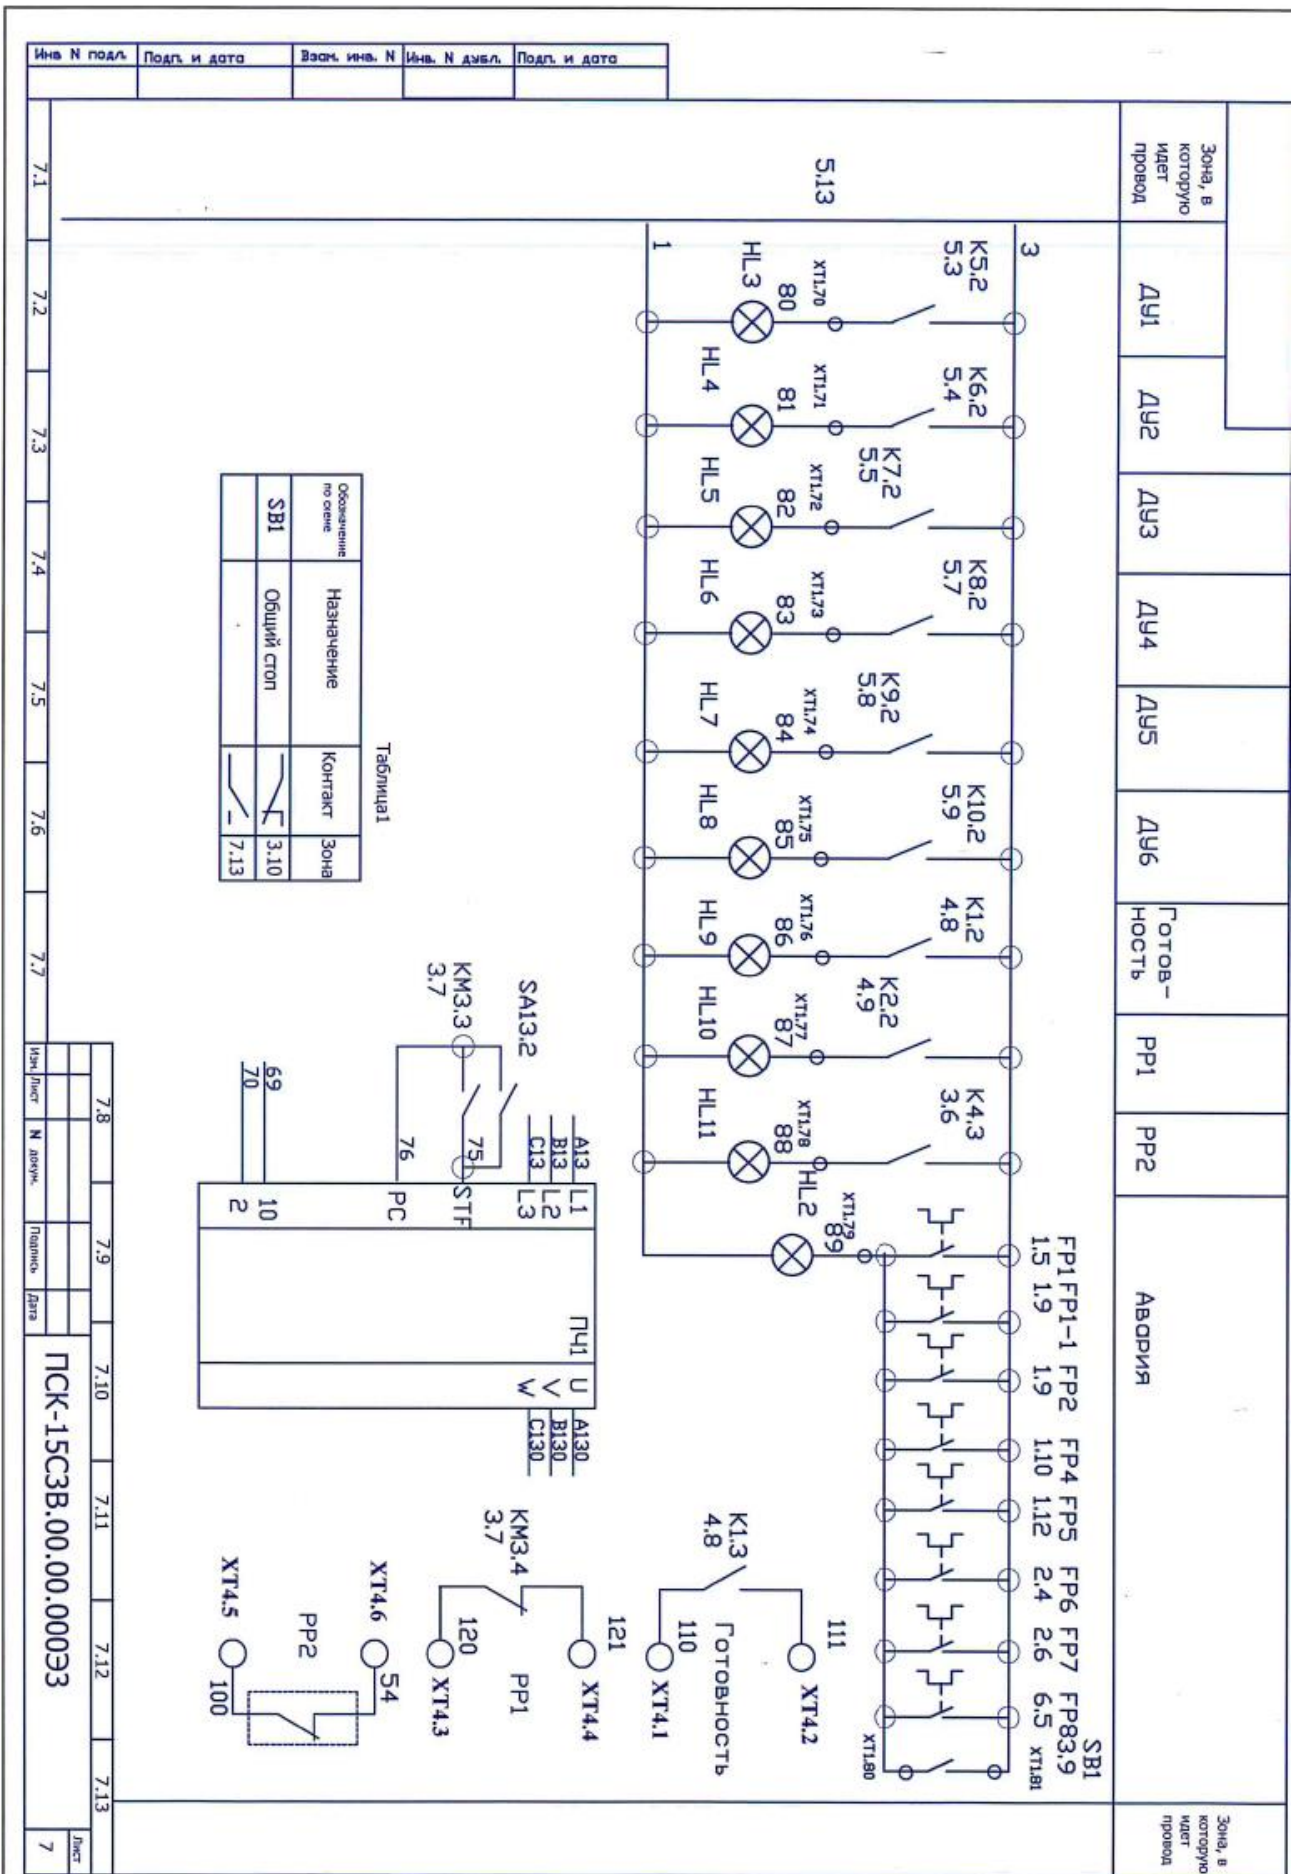 Инв N подл.
Подп. и дата
Взам. инв. N
Инв. N дубл.
Подп. и дата
Зона, в
которую
идет
провод
ДУ1
ДУ2
ДУ3
ДУ4
ДУ5
ДУ6
Готов-
ность
РР1
РР2
Авария
Зона, в
которую
идет
провод
5.13
3
1
K5.2
5.3
K6.2
5.4
K7.2
5.5
K8.2
5.7
K9.2
5.8
K10.2
5.9
K1.2
4.8
K2.2
4.9
K4.3
3.6
FP1
1.5
FP1-1
1.9
FP2
1.9
FP4
1.10
FP5
1.12
FP6
2.4
FP7
2.6
FP8
6.5
3.9
SB1
XT1.81
XT1.80
XT1.70
80
HL3
XT1.71
81
HL4
XT1.72
82
HL5
XT1.73
83
HL6
XT1.74
84
HL7
XT1.75
85
HL8
XT1.76
86
HL9
XT1.77
87
HL10
XT1.78
88
HL11
XT1.79
89
HL2
Таблица1
Обозначение
по схеме
Назначение
Контакт
Зона
SB1
Общий стоп
3.10
7.13
SA13.2
KM3.3
3.7
75
76
69
70
A13
B13
C13
L1
L2
L3
STF
PC
10
2
ПЧ1
U
V
W
A130
B130
C130
K1.3
4.8
111
XT4.2
Готовность
110
XT4.1
KM3.4
3.7
121
XT4.4
РР1
120
XT4.3
XT4.6
54
РР2
XT4.5
100
7.1
7.2
7.3
7.4
7.5
7.6
7.7
7.8
7.9
7.10
7.11
7.12
7.13
Изм.
Лист
N докум.
Подпись
Дата
ПСК-15СЗВ.00.00.000ЭЗ
Лист
7